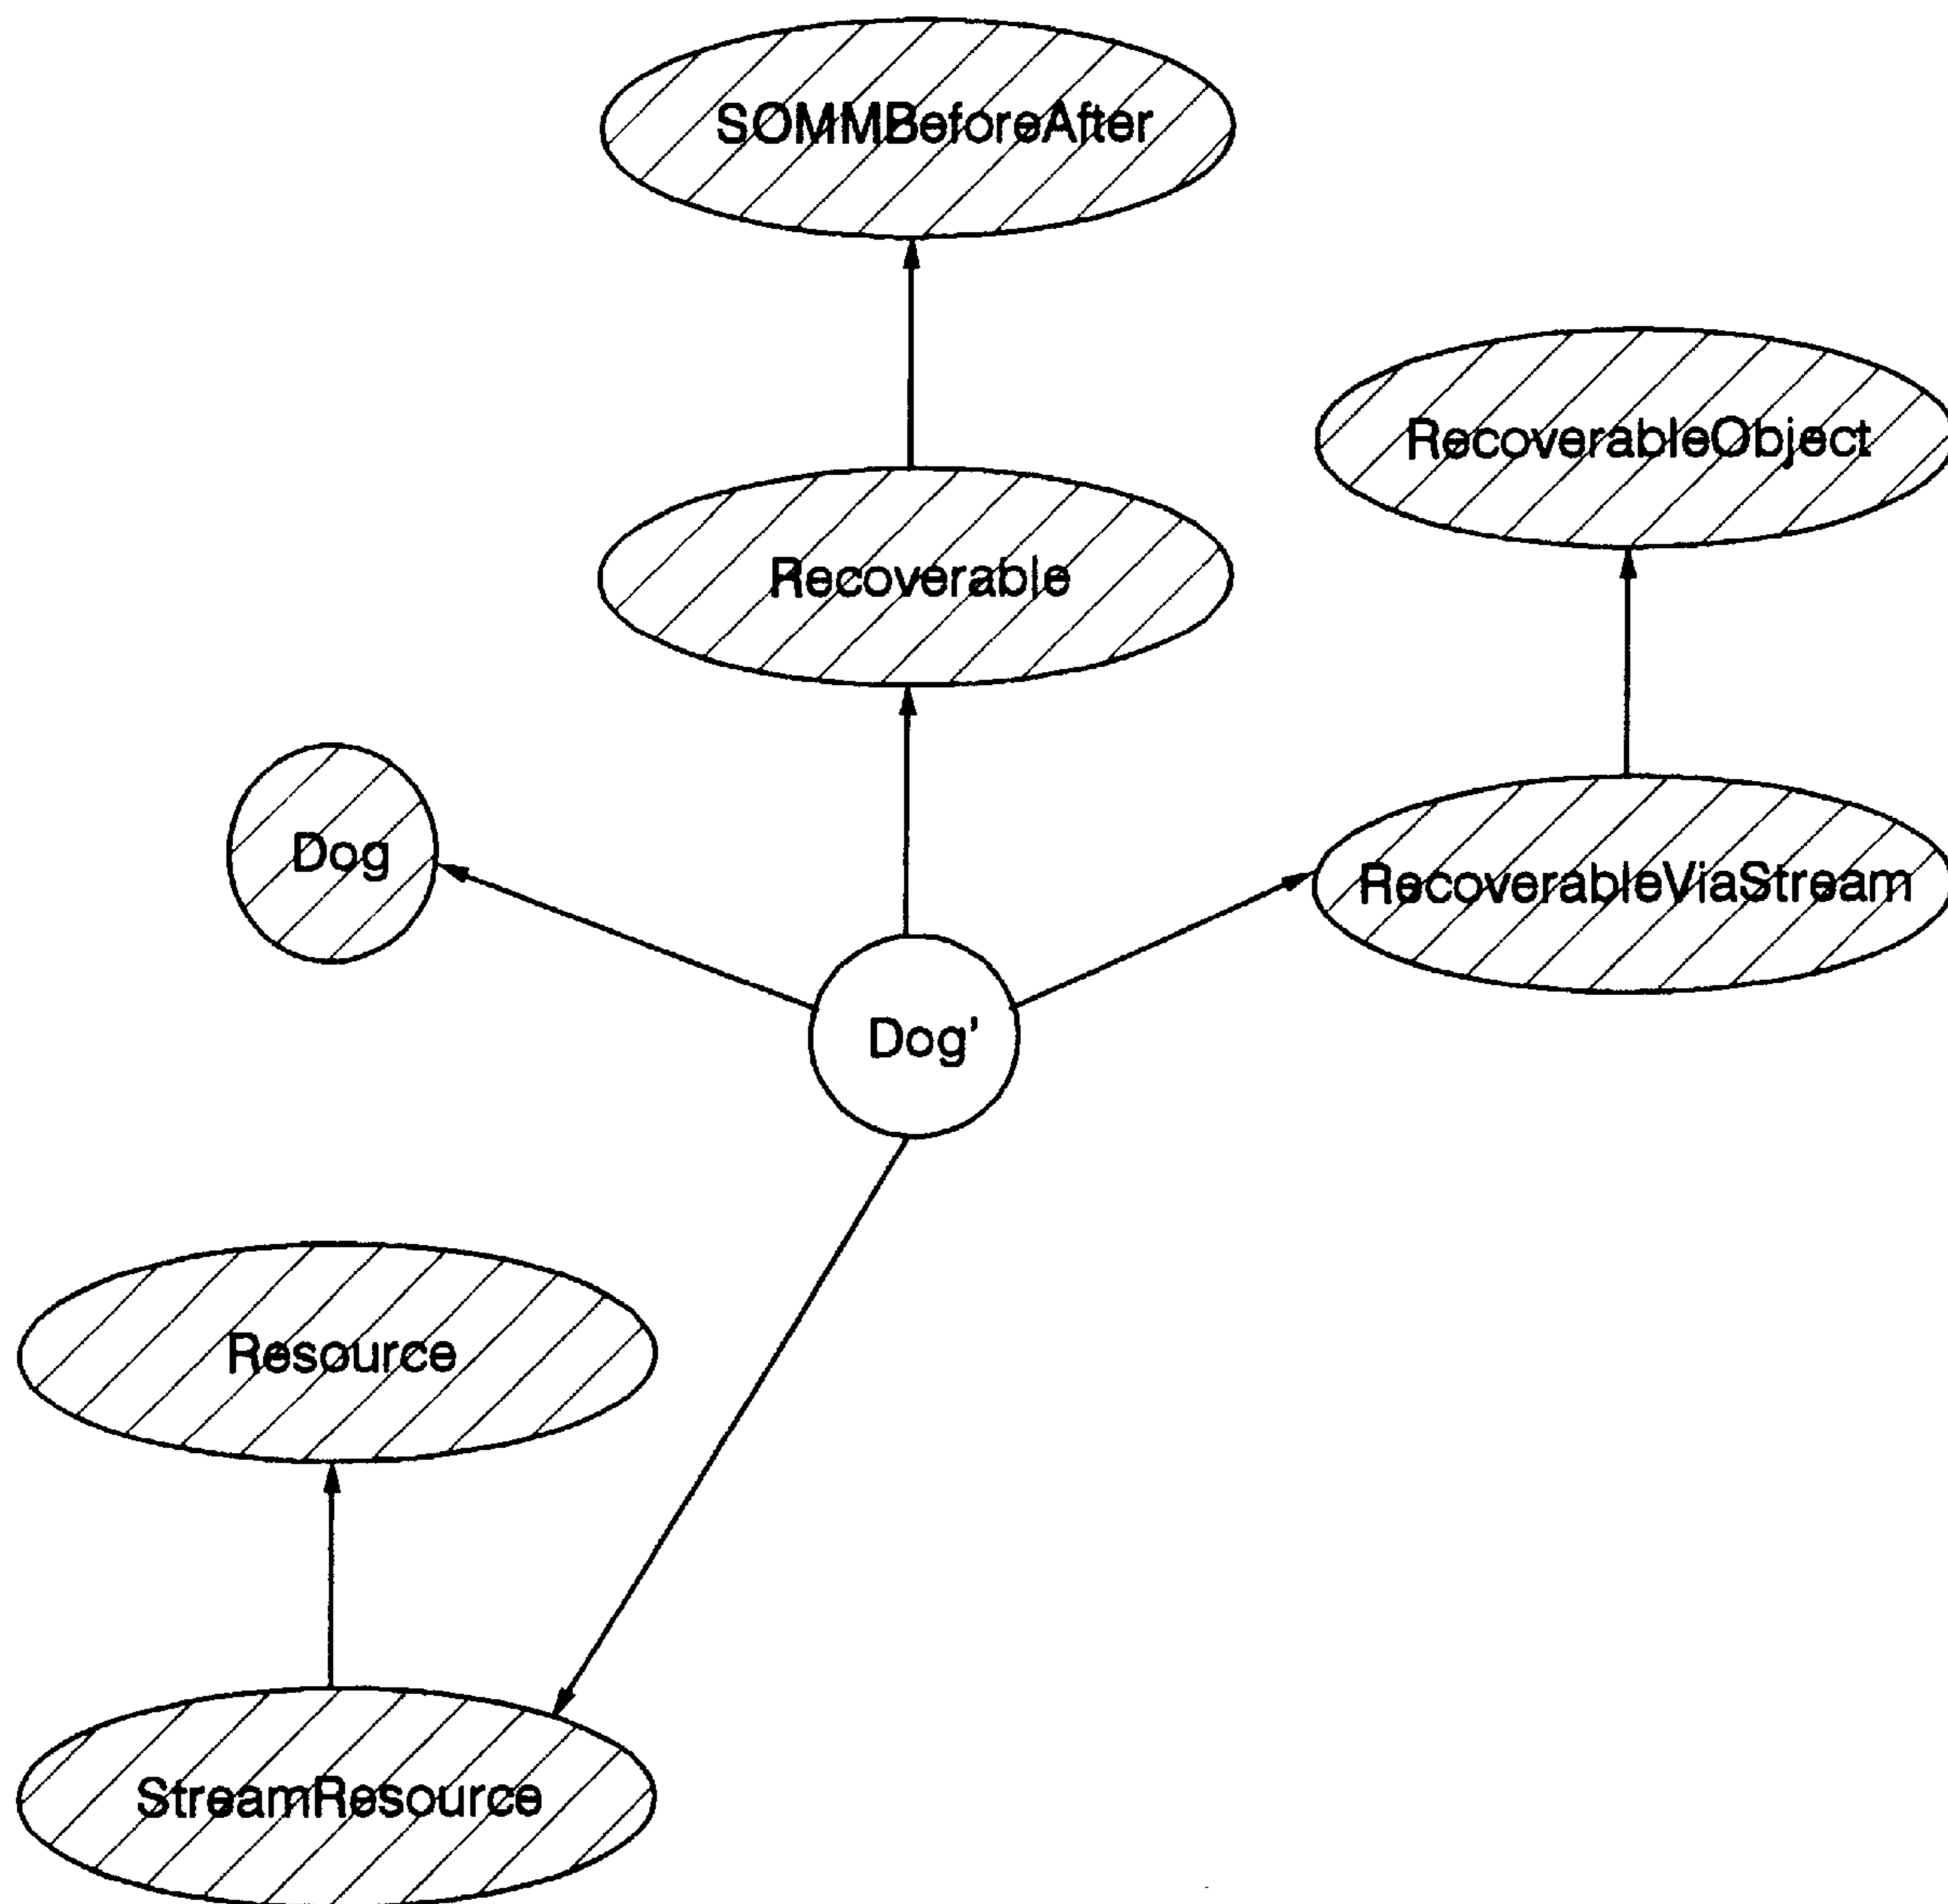 SOMMBeforeAfter
RecoverableObject
Recoverable
Dog
RecoverableViaStream
Dog'
Resource
StreamResource